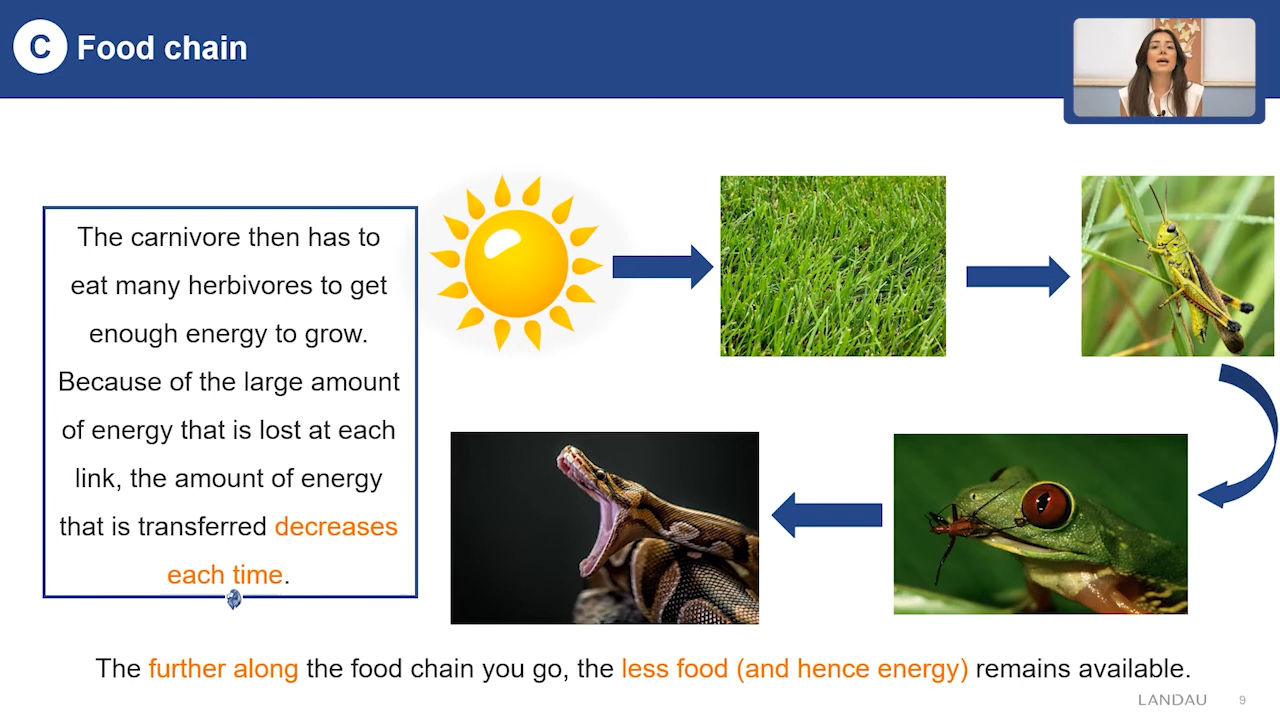 C Food chain
The carnivore then has to
eat many herbivores to get
enough energy to grow.
Because of the large amount
of energy that is lost at each
link, the amount of energy
that is transferred decreases
each time.
The further along the food chain you go, the less food (and hence energy) remains available.
LANDAU 9